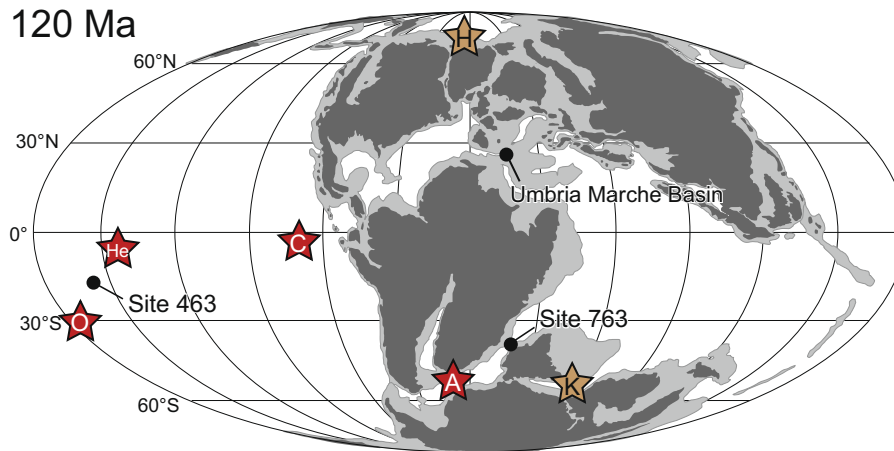 120 Ma
H
60°N
30°N
Umbria Marche Basin
0°
He
C
Site 463
30°S
O
Site 763
A
K
60°S